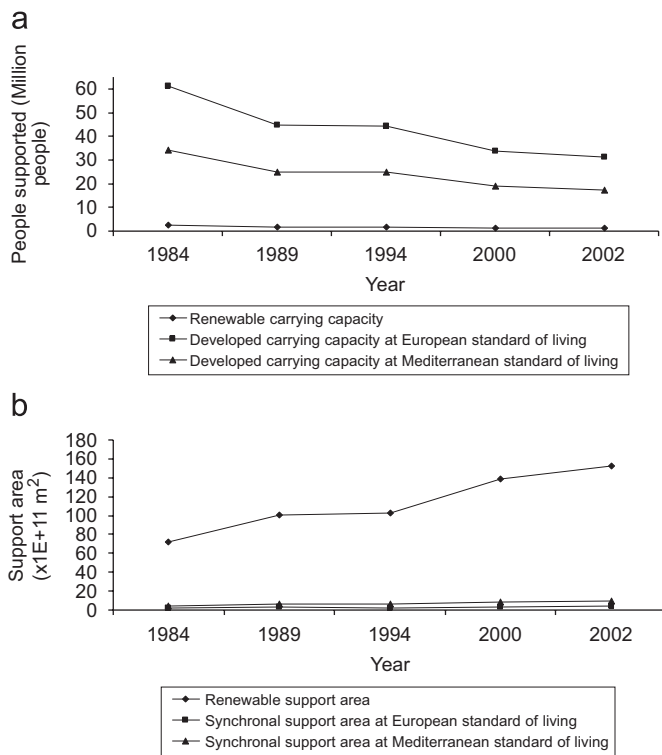 a
People supported (Million
people)
60
50
40
30
20
10
0
1984 1989 1994 2000 2002
Year
Renewable carrying capacity
Developed carrying capacity at European standard of living
Developed carrying capacity at Mediterranean standard of living
b
Support area
(x1E+11 m²)
180
160
140
120
100
80
60
40
20
0
1984 1989 1994 2000 2002
Year
Renewable support area
Synchronal support area at European standard of living
Synchronal support area at Mediterranean standard of living